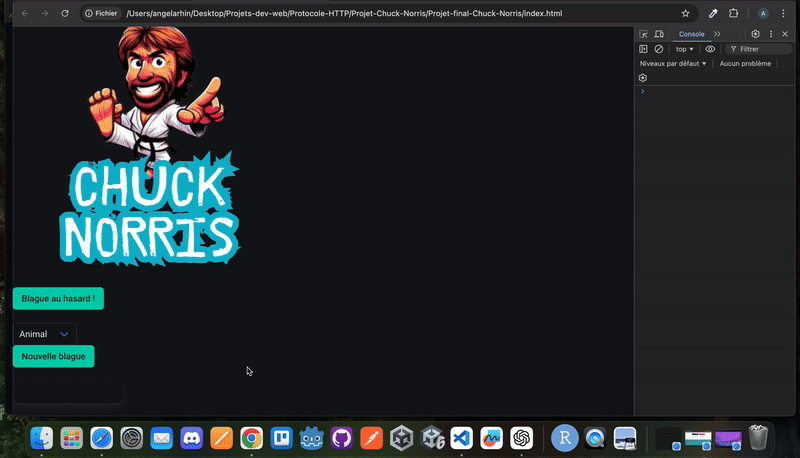 Fichier
/Users/angelarhin/Desktop/Projets-dev-web/Protocole-HTTP/Projet-Chuck-Norris/Projet-final-Chuck-Norris/index.html
A
Console
top
Filtrer
Niveaux par défaut
Aucun problème
CHUCK
NORRIS
Blague au hasard !
Animal
Nouvelle blague
R
6